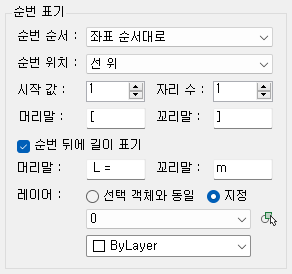 순번 표기
순번 순서 : 좌표 순서대로
순번 위치 : 선 위
시작 값 : 1 자리 수 : 1
머리말 : [ 꼬리말 : ]
순번 뒤에 길이 표기
머리말 : L = 꼬리말 : m
레이어 : 선택 객체와 동일 지정
0
ByLayer